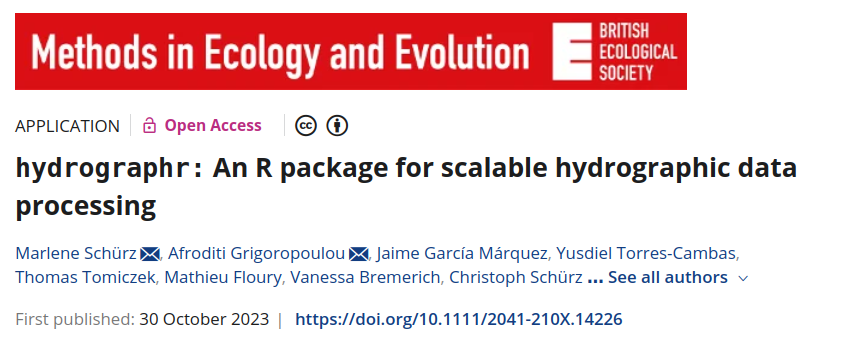 Methods in Ecology and Evolution
BRITISH
ECOLOGICAL
SOCIETY
APPLICATION Open Access cc
hydrographr: An R package for scalable hydrographic data
processing
Marlene Schürz, Afroditi Grigoropoulou, Jaime García Márquez, Yusdiel Torres-Cambas,
Thomas Tomiczek, Mathieu Floury, Vanessa Bremerich, Christoph Schürz ... See all authors
First published: 30 October 2023 | https://doi.org/10.1111/2041-210X.14226